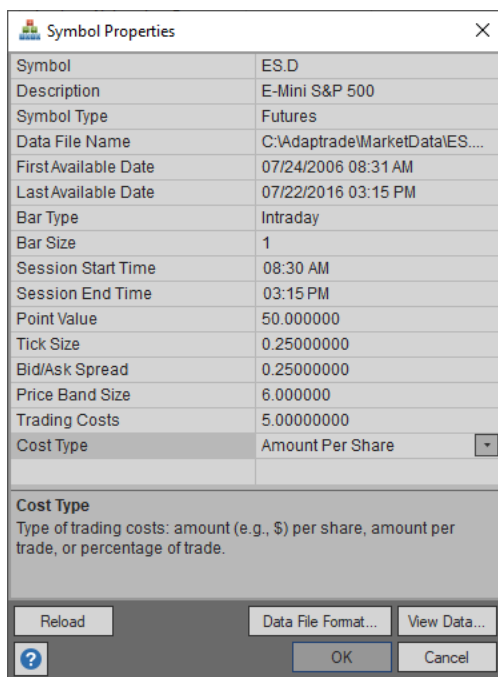 Symbol Properties
Symbol ES.D
Description E-Mini S&P 500
Symbol Type Futures
Data File Name C:\Adaptrade\MarketData\ES....
First Available Date 07/24/2006 08:31 AM
Last Available Date 07/22/2016 03:15 PM
Bar Type Intraday
Bar Size 1
Session Start Time 08:30 AM
Session End Time 03:15 PM
Point Value 50.000000
Tick Size 0.25000000
Bid/Ask Spread 0.25000000
Price Band Size 6.000000
Trading Costs 5.00000000
Cost Type Amount Per Share
Cost Type
Type of trading costs: amount (e.g., $) per share, amount per
trade, or percentage of trade.
Reload Data File Format... View Data...
? OK Cancel